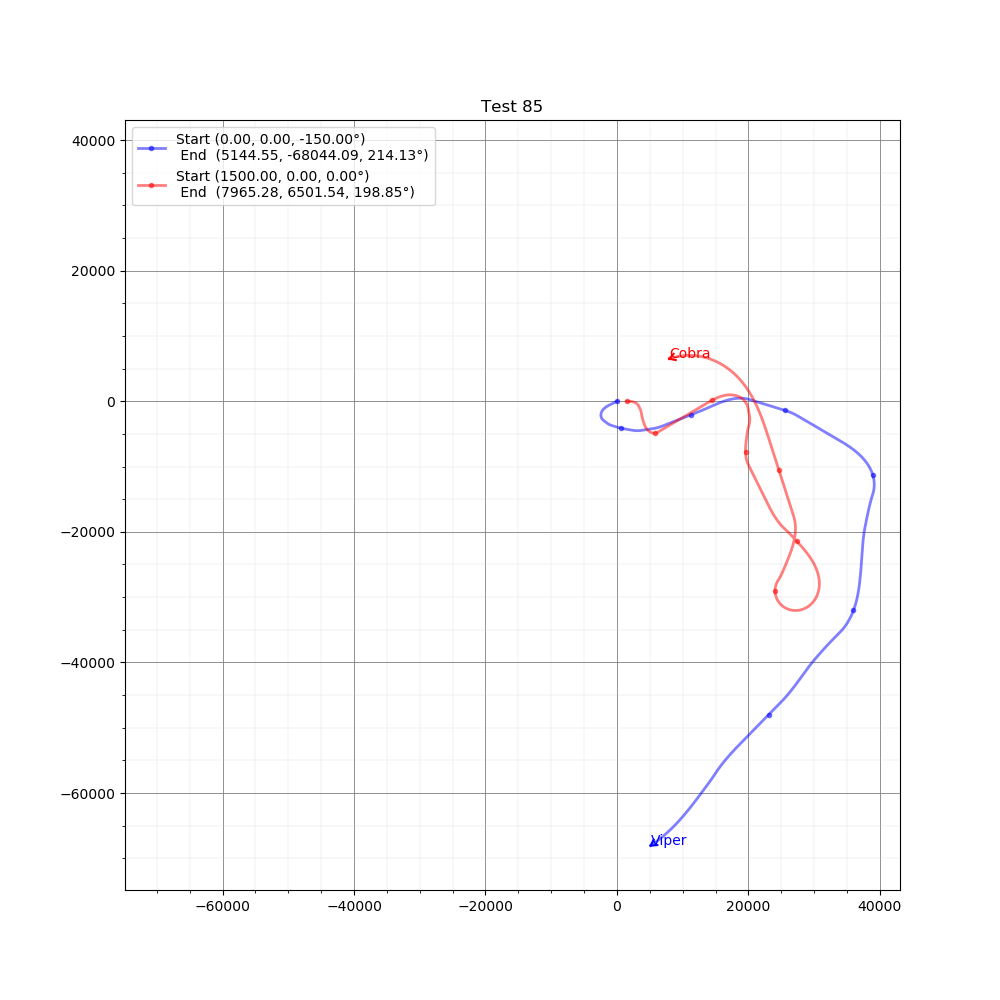 Test 85
Start (0.00, 0.00, -150.00°)
End (5144.55, -68044.09, 214.13°)
Start (1500.00, 0.00, 0.00°)
End (7965.28, 6501.54, 198.85°)
40000
20000
0
−20000
−40000
−60000
Cobra
Viper
−60000 −40000 −20000 0 20000 40000